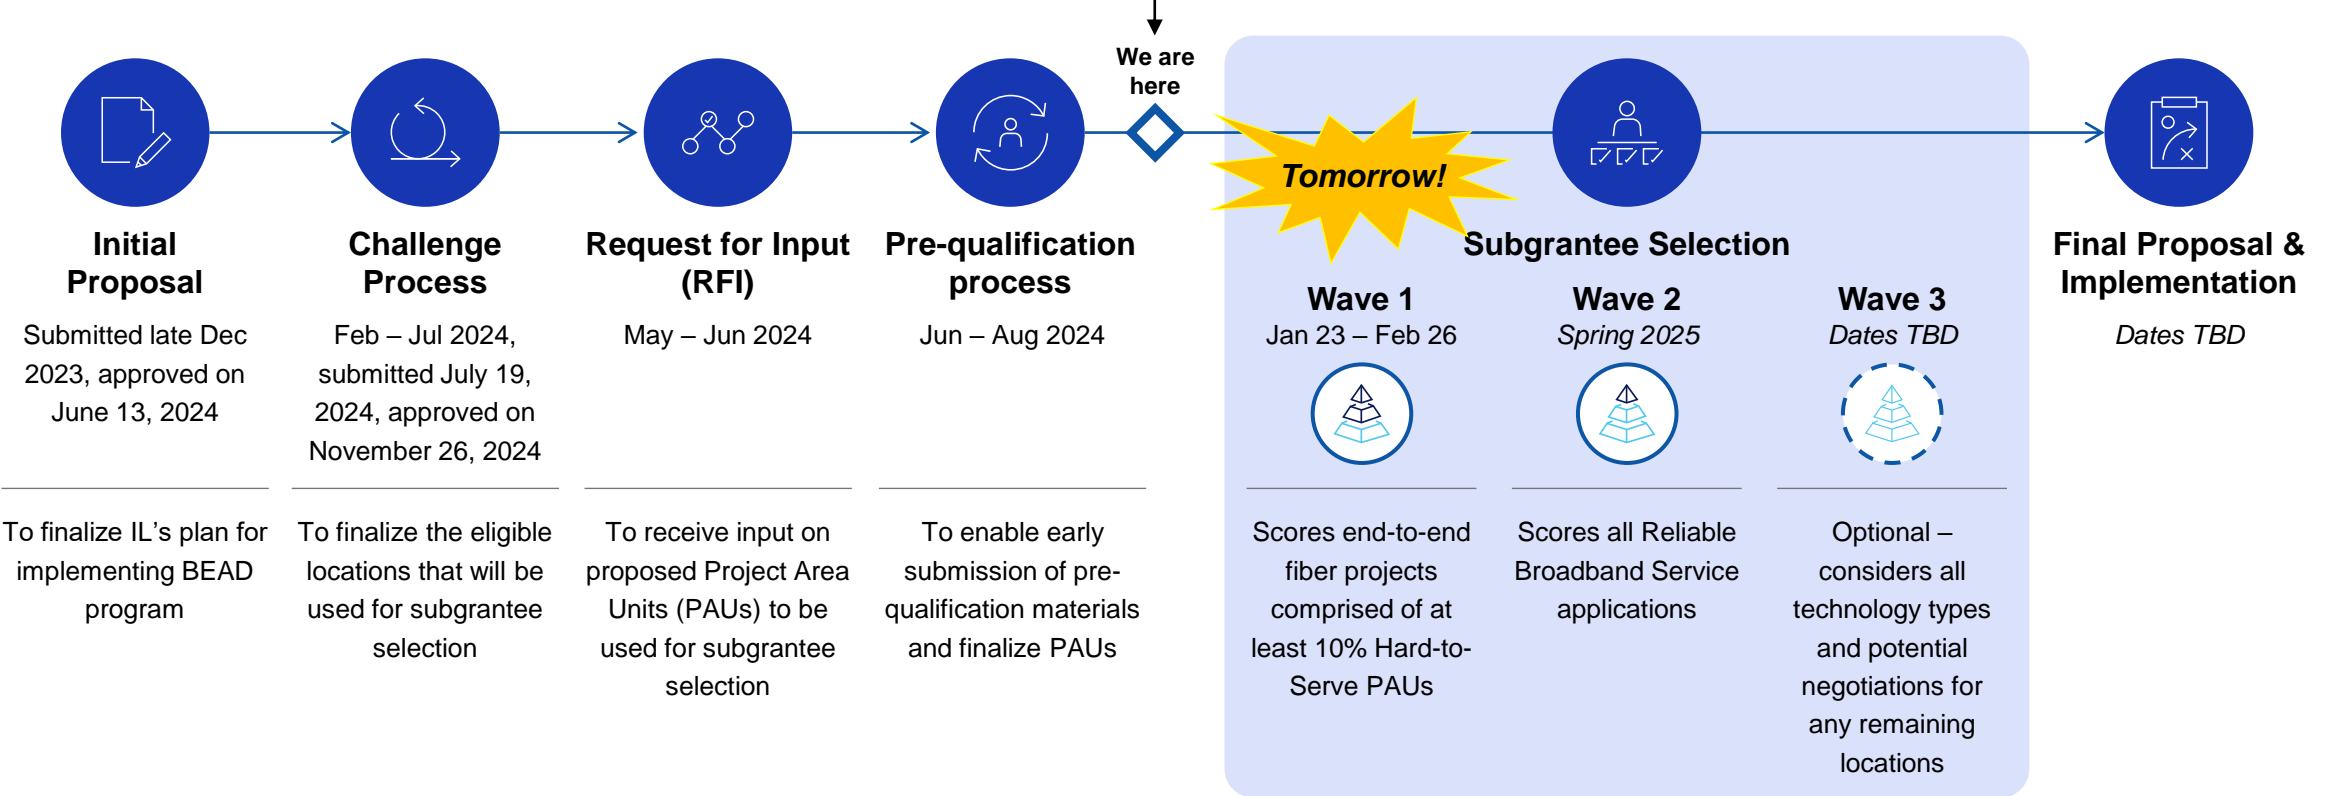 We are
here
Tomorrow!
Initial
Proposal
Submitted late Dec
2023, approved on
June 13, 2024
To finalize IL’s plan for
implementing BEAD
program
Challenge
Process
Feb – Jul 2024,
submitted July 19,
2024, approved on
November 26, 2024
To finalize the eligible
locations that will be
used for subgrantee
selection
Request for Input
(RFI)
May – Jun 2024
To receive input on
proposed Project Area
Units (PAUs) to be
used for subgrantee
selection
Pre-qualification
process
Jun – Aug 2024
To enable early
submission of pre-
qualification materials
and finalize PAUs
Subgrantee Selection
Wave 1
Jan 23 – Feb 26
Scores end-to-end
fiber projects
comprised of at
least 10% Hard-to-
Serve PAUs
Wave 2
Spring 2025
Scores all Reliable
Broadband Service
applications
Wave 3
Dates TBD
Optional –
considers all
technology types
and potential
negotiations for
any remaining
locations
Final Proposal &
Implementation
Dates TBD